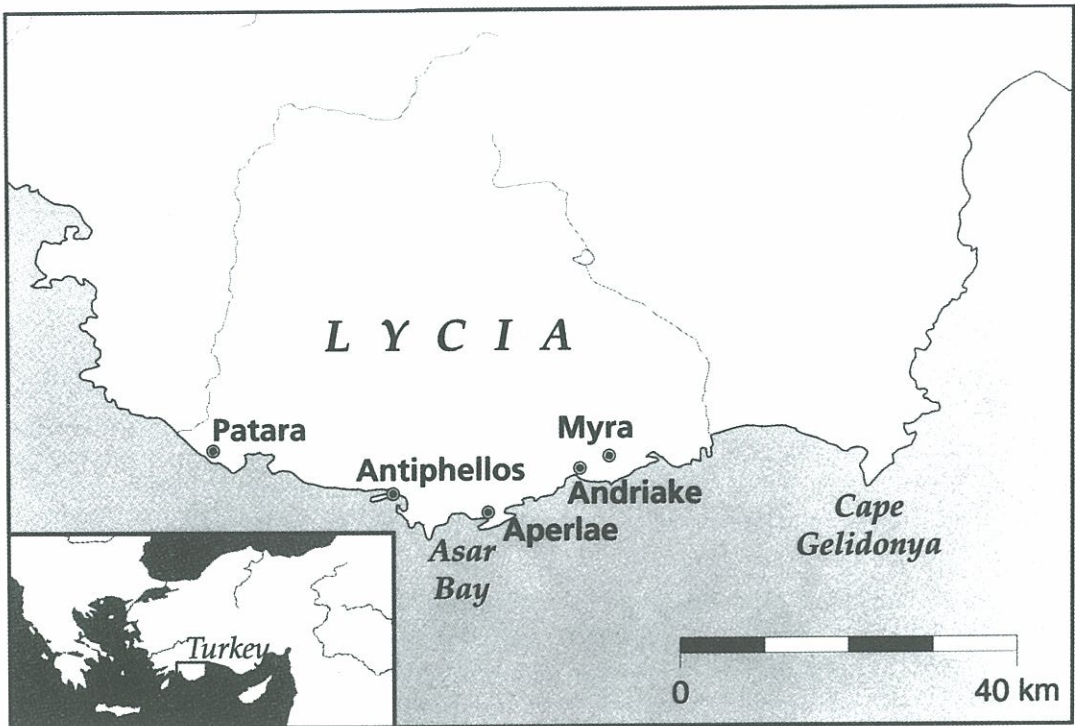 LYCIA
Patara
Myra
Antiphellos
Andriake
Aperlae
Cape
Gelidonya
Asar
Bay
Turkey
0 40 km